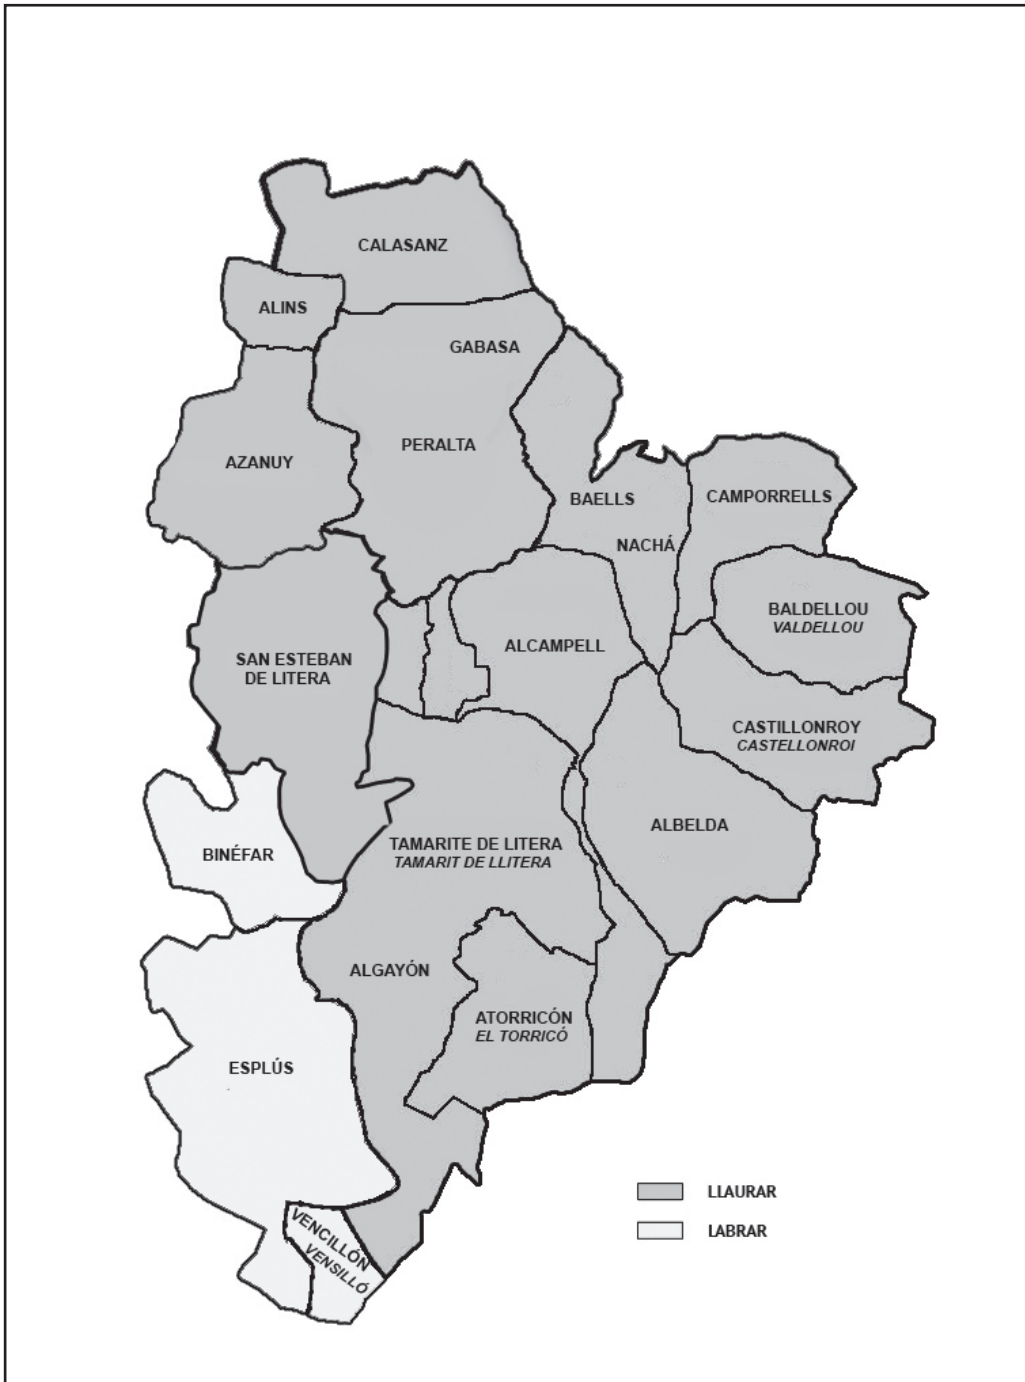 CALASANZ
ALINS
GABASA
PERALTA
AZANUY
BAELLS
CAMPORRELLS
NACHÁ
BALDELLOU
VALDELLOU
ALCAMPELL
SAN ESTEBAN
DE LITERA
CASTILLONROY
CASTELLONROI
ALBELDA
TAMARITE DE LITERA
TAMARIT DE LLITERA
BINÉFAR
ALGAYÓN
ATORRICÓN
EL TORRICÓ
ESPLÚS
VENCILLÓN
VENSILLÓ
LLAURAR
LABRAR